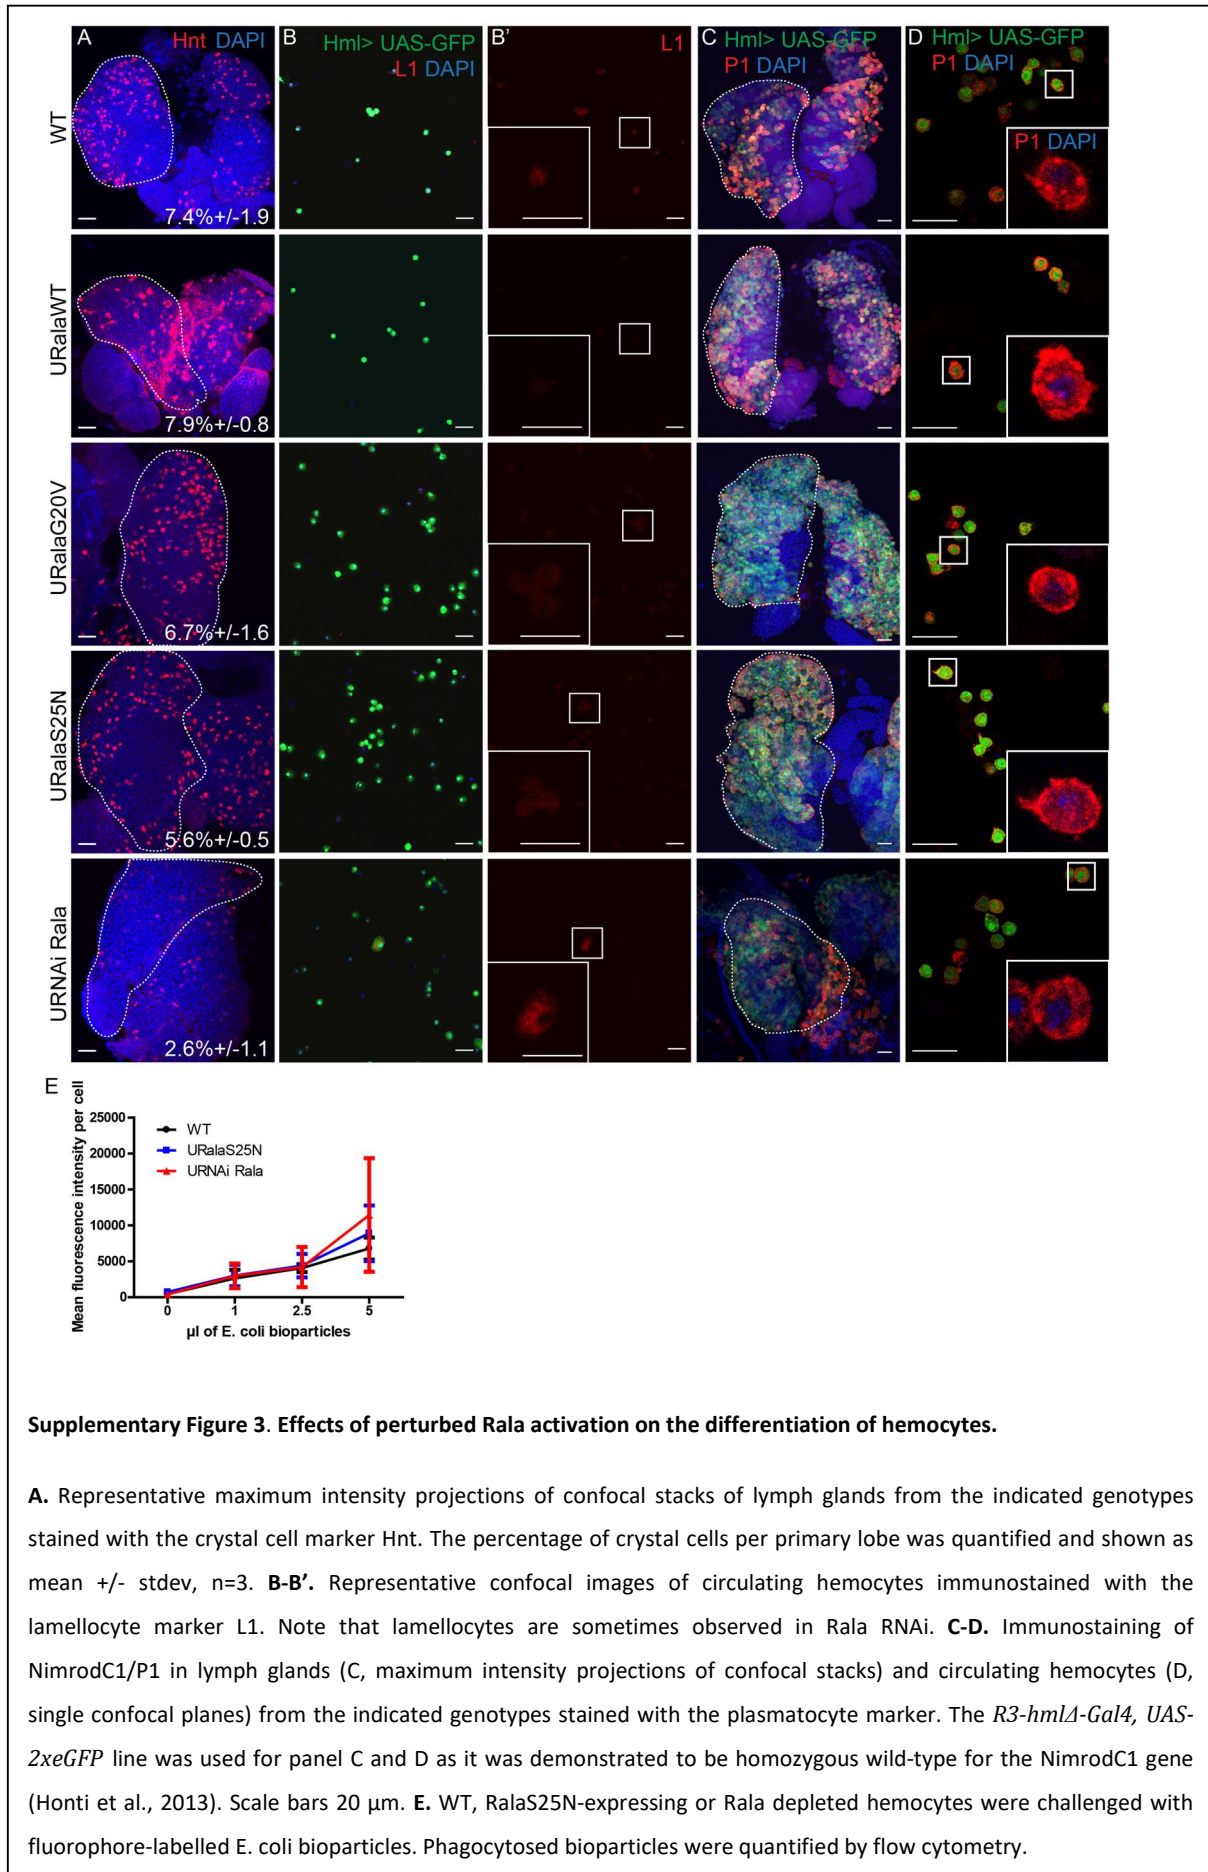 A
Hnt DAPI
B
Hml> UAS-GFP
L1 DAPI
B'
L1
C
Hml> UAS-GFP
P1 DAPI
D
Hml> UAS-GFP
P1 DAPI
P1 DAPI
WT
7.4%+/-1.9
URalaWT
7.9%+/-0.8
URalaG20V
6.7%+/-1.6
URalaS25N
5.6%+/-0.5
URNAi Rala
2.6%+/-1.1
E
Mean fluorescence intensity per cell
25000
20000
15000
10000
5000
0
WT
URalaS25N
URNAi Rala
0 1 2.5 5
µl of E. coli bioparticles
Supplementary Figure 3. Effects of perturbed Rala activation on the differentiation of hemocytes.
A. Representative maximum intensity projections of confocal stacks of lymph glands from the indicated genotypes
stained with the crystal cell marker Hnt. The percentage of crystal cells per primary lobe was quantified and shown as
mean +/- stdev, n=3. B-B’. Representative confocal images of circulating hemocytes immunostained with the
lamellocyte marker L1. Note that lamellocytes are sometimes observed in Rala RNAi. C-D. Immunostaining of
NimrodC1/P1 in lymph glands (C, maximum intensity projections of confocal stacks) and circulating hemocytes (D,
single confocal planes) from the indicated genotypes stained with the plasmatocyte marker. The R3-hmlΔ-Gal4, UAS-
2xeGFP line was used for panel C and D as it was demonstrated to be homozygous wild-type for the NimrodC1 gene
(Honti et al., 2013). Scale bars 20 µm. E. WT, RalaS25N-expressing or Rala depleted hemocytes were challenged with
fluorophore-labelled E. coli bioparticles. Phagocytosed bioparticles were quantified by flow cytometry.